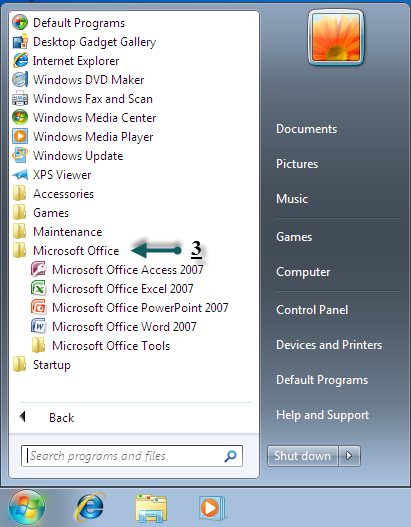 Default Programs
Desktop Gadget Gallery
Internet Explorer
Windows DVD Maker
Windows Fax and Scan
Windows Media Center
Windows Media Player
Windows Update
XPS Viewer
Accessories
Games
Maintenance
Microsoft Office
3
Microsoft Office Access 2007
Microsoft Office Excel 2007
Microsoft Office PowerPoint 2007
Microsoft Office Word 2007
Microsoft Office Tools
Startup
Back
Search programs and files
Documents
Pictures
Music
Games
Computer
Control Panel
Devices and Printers
Default Programs
Help and Support
Shut down